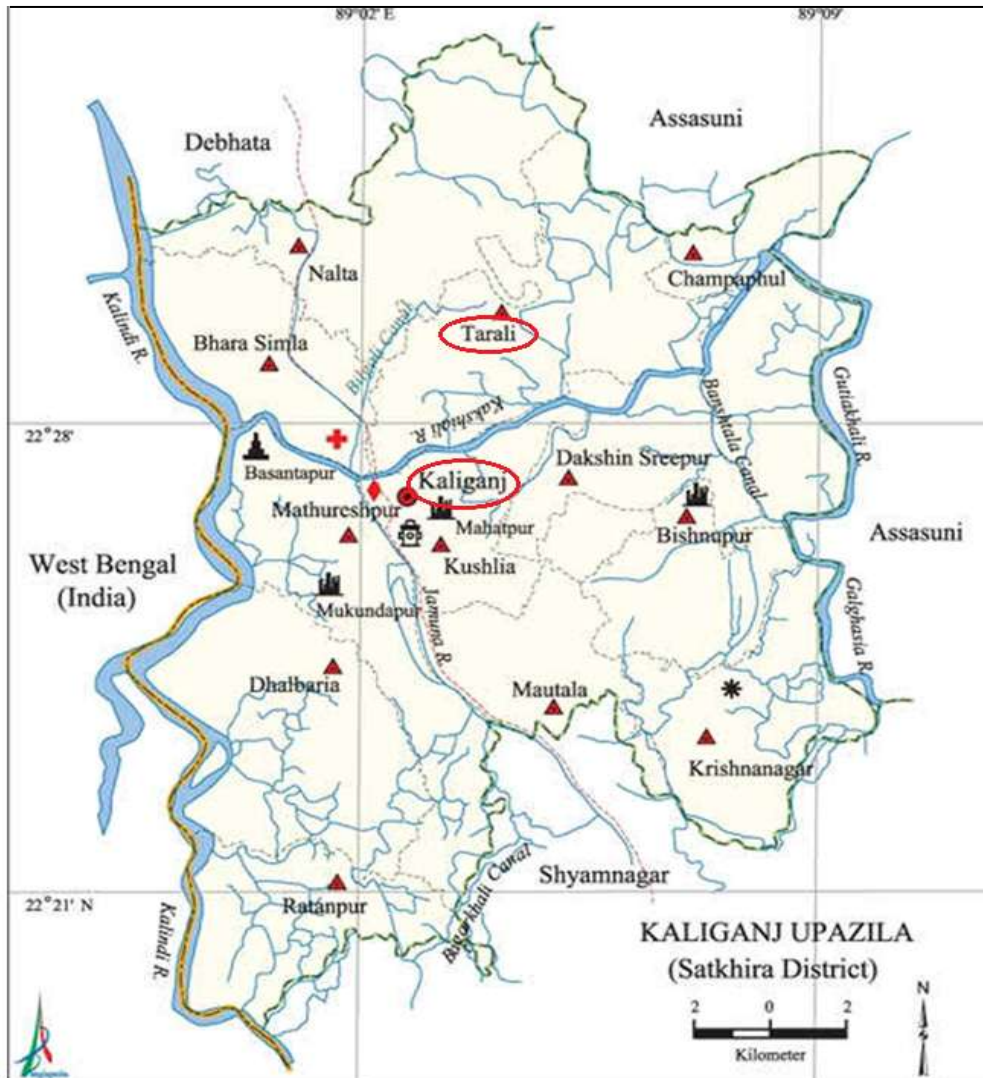 89°02' E
89°09'
Assasuni
Debhata
Nalta
Champaphul
Kalindi R.
Tarali
Bhara Simla
Canal
Kakshiali R.
Banshtala Canal
Gutiakhali R.
22°28'
Basantapur
Kaliganj
Dakshin Sreepur
Mathureshpur
Mahatpur
Bishnupur
Assasuni
West Bengal
(India)
Kushlia
Mukundapur
Jamuna R.
Galghasia R.
Dhalbaria
Mautala
Krishnanagar
Shyamnagar
22°21' N
Ratanpur
Canal
Kalindi R.
KALIGANJ UPAZILA
(Satkhira District)
N
2 0 2
Kilometer